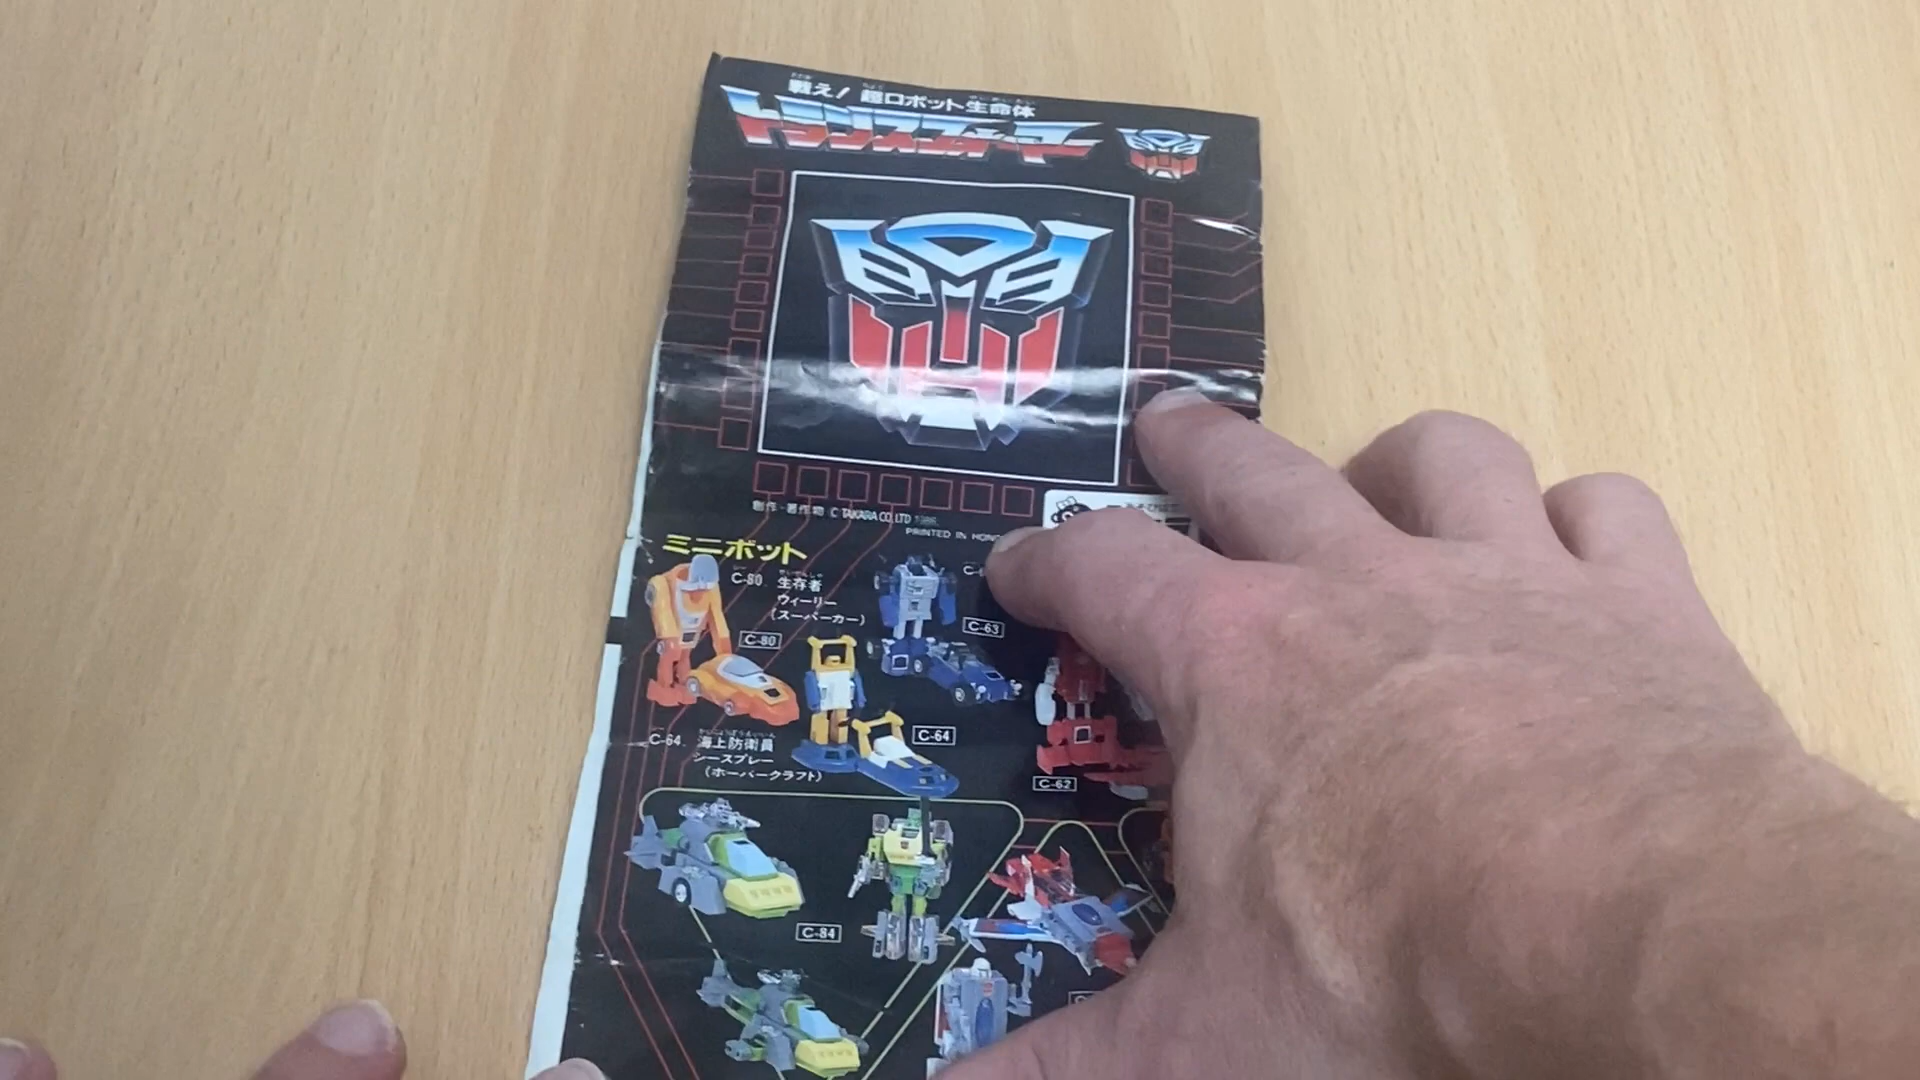 戦え! 超ロボット生命体
トランスフォーマー
創作・著作物 © TAKARA CO., LTD 1986
PRINTED IN HONG
ミニボット
C-80. 生存者
ウィーリー
(スーパーカー)
C-80
C-63
C-64. 海上防衛員
シースプレー
(ホーバークラフト)
C-64
C-62
C-84